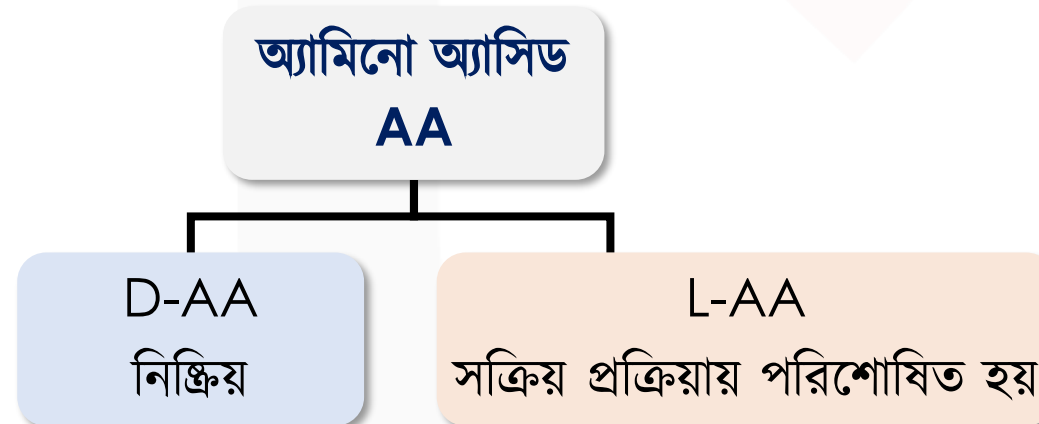 অ্যামিনো অ্যাসিড
AA
D-AA
নিষ্ক্রিয়
L-AA
সক্রিয় প্রক্রিয়ায় পরিশোষিত হয়